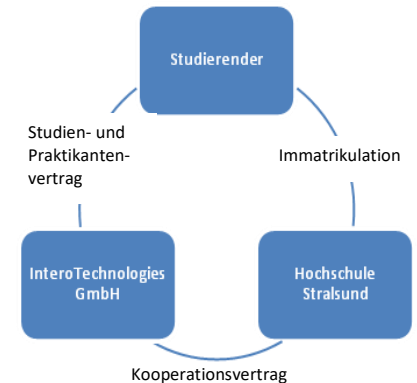 Studierender
Studien- und
Praktikanten-
vertrag
Immatrikulation
InteroTechnologies
GmbH
Hochschule
Stralsund
Kooperationsvertrag